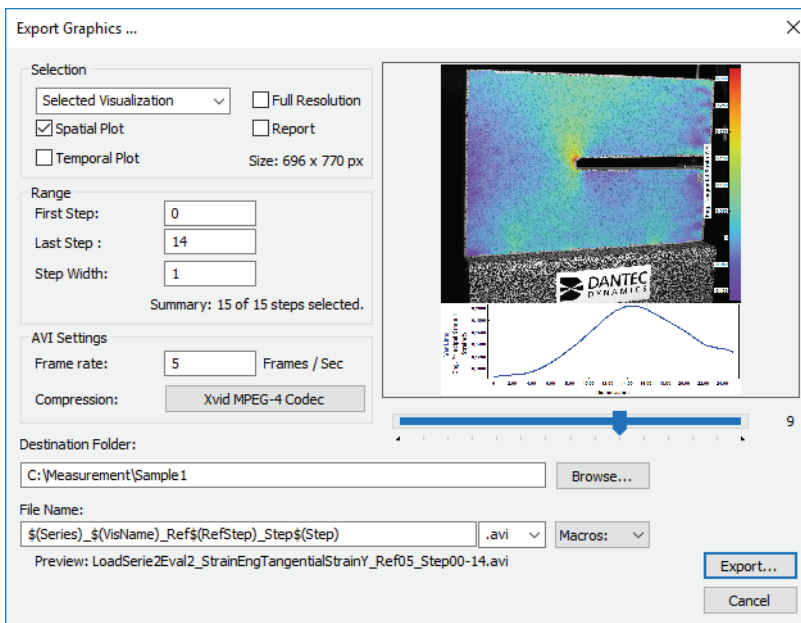 Export Graphics ...
Selection
Selected Visualization
Full Resolution
Spatial Plot
Report
Temporal Plot
Size: 696 x 770 px
Range
First Step: 0
Last Step : 14
Step Width: 1
Summary: 15 of 15 steps selected.
AVI Settings
Frame rate: 5 Frames / Sec
Compression: Xvid MPEG-4 Codec
DANTEC
DYNAMICS
9
Destination Folder:
C:\Measurement\Sample1
Browse...
File Name:
$(Series)_$(VisName)_Ref$(RefStep)_Step$(Step)
.avi
Macros:
Preview: LoadSerie2Eval2_StrainEngTangentialStrainY_Ref05_Step00-14.avi
Export...
Cancel